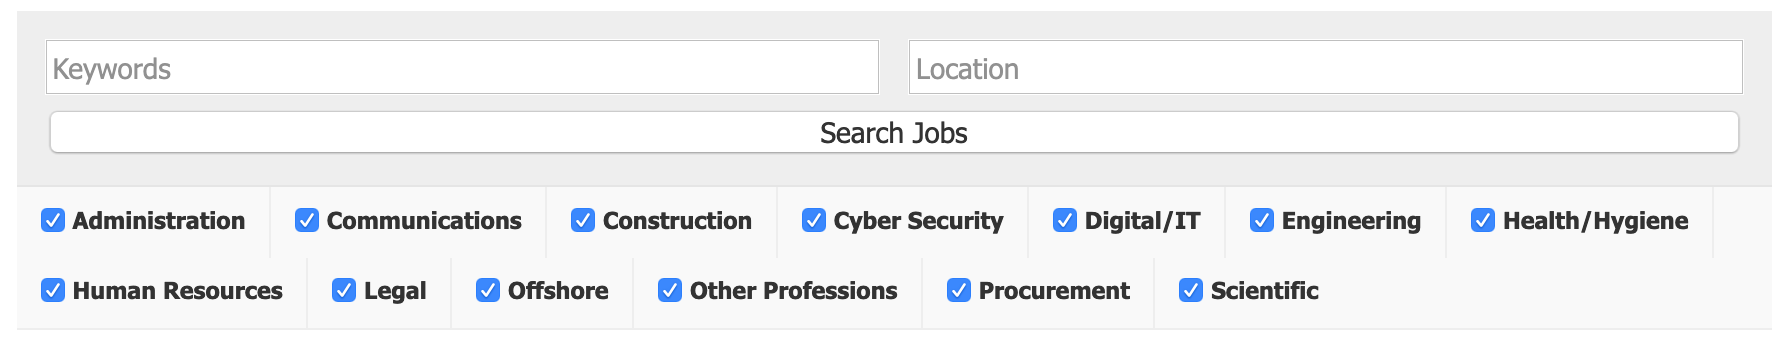 Keywords Location
Search Jobs
Administration Communications Construction Cyber Security Digital/IT Engineering Health/Hygiene
Human Resources Legal Offshore Other Professions Procurement Scientific